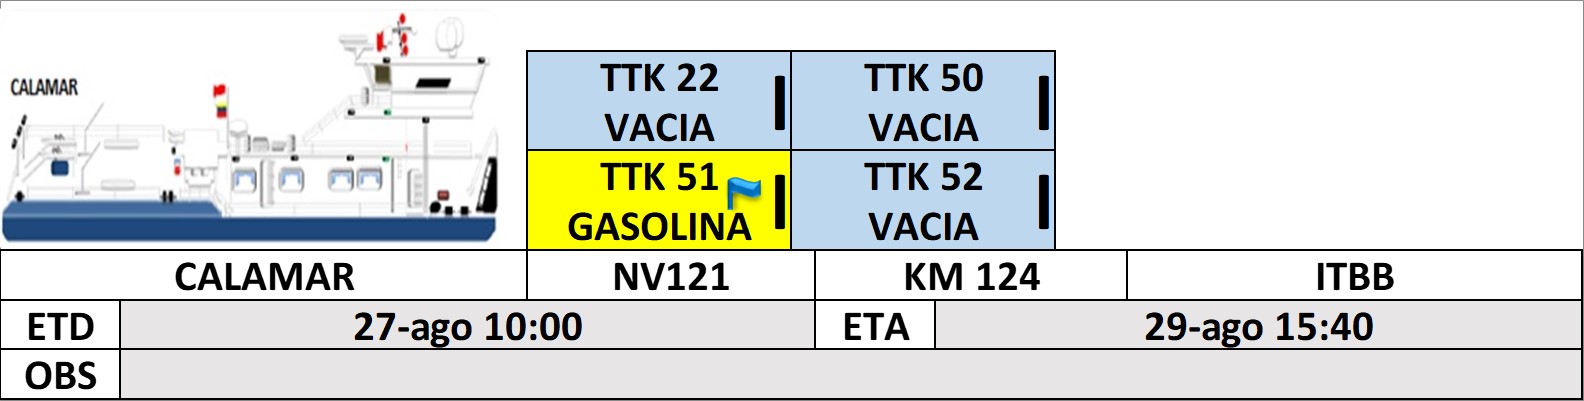 CALAMAR
TTK 22
VACIA
TTK 50
VACIA
TTK 51
GASOLINA
TTK 52
VACIA
CALAMAR NV121 KM 124 ITBB
ETD 27-ago 10:00 ETA 29-ago 15:40
OBS